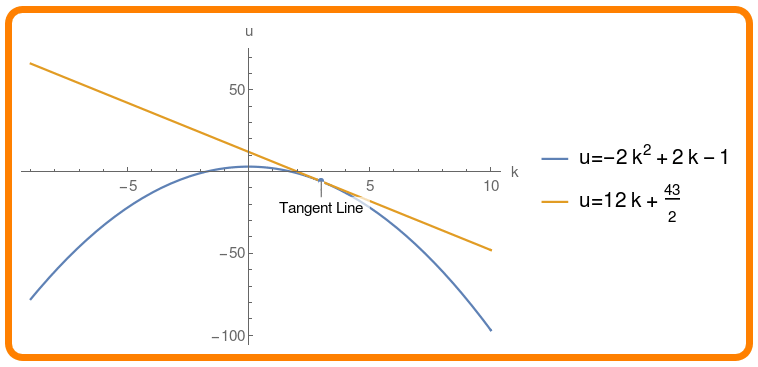 u
50
k
−5
5
10
Tangent Line
−50
−100
u=−2 k² + 2 k − 1
u=12 k + 43/2